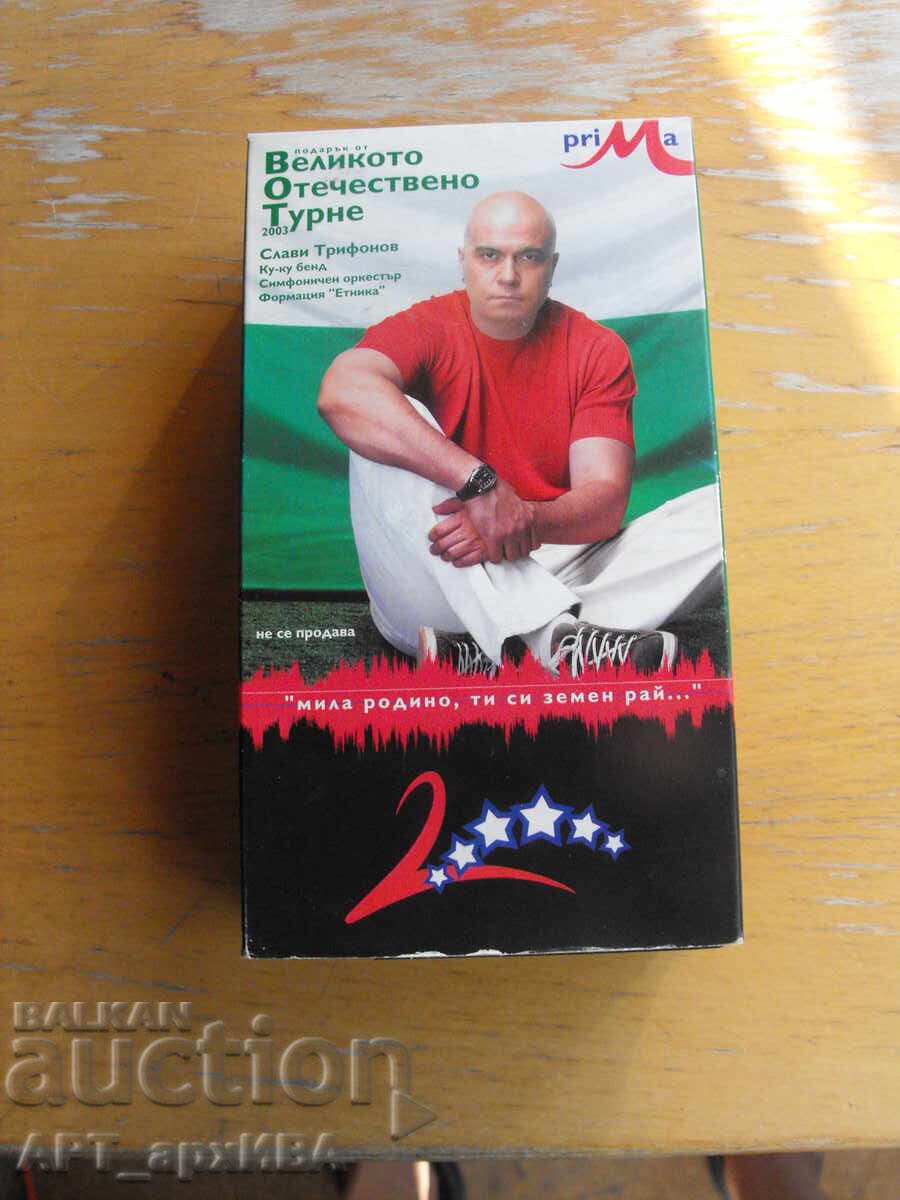 подарък от
Великото
Отечествено
Турне
2003
priMa
Слави Трифонов
Ку-ку бенд
Симфоничен оркестър
Формация "Етника"
не се продава
"мила родино, ти си земен рай..."
2
BALKAN
auction
АРТ_архИВА